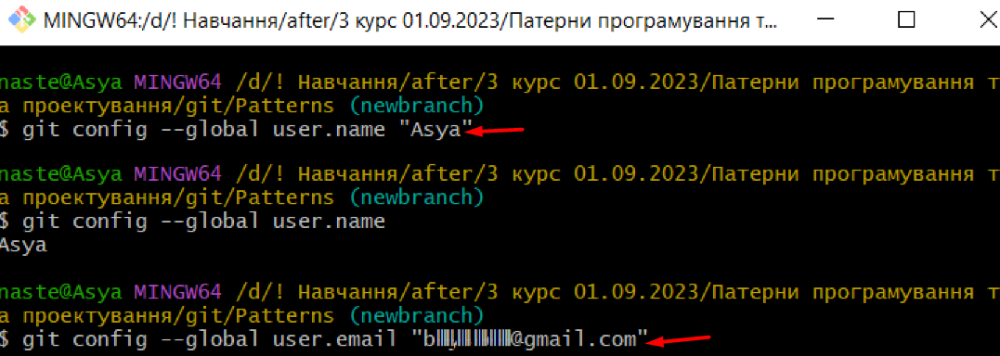 MINGW64:/d/! Навчання/after/3 курс 01.09.2023/Патерни програмування т...
naste@Asya MINGW64 /d/! Навчання/after/3 курс 01.09.2023/Патерни програмування т
а проектування/git/Patterns (newbranch)
$ git config --global user.name "Asya"
naste@Asya MINGW64 /d/! Навчання/after/3 курс 01.09.2023/Патерни програмування т
а проектування/git/Patterns (newbranch)
$ git config --global user.name
Asya
naste@Asya MINGW64 /d/! Навчання/after/3 курс 01.09.2023/Патерни програмування т
а проектування/git/Patterns (newbranch)
$ git config --global user.email @gmail.com"